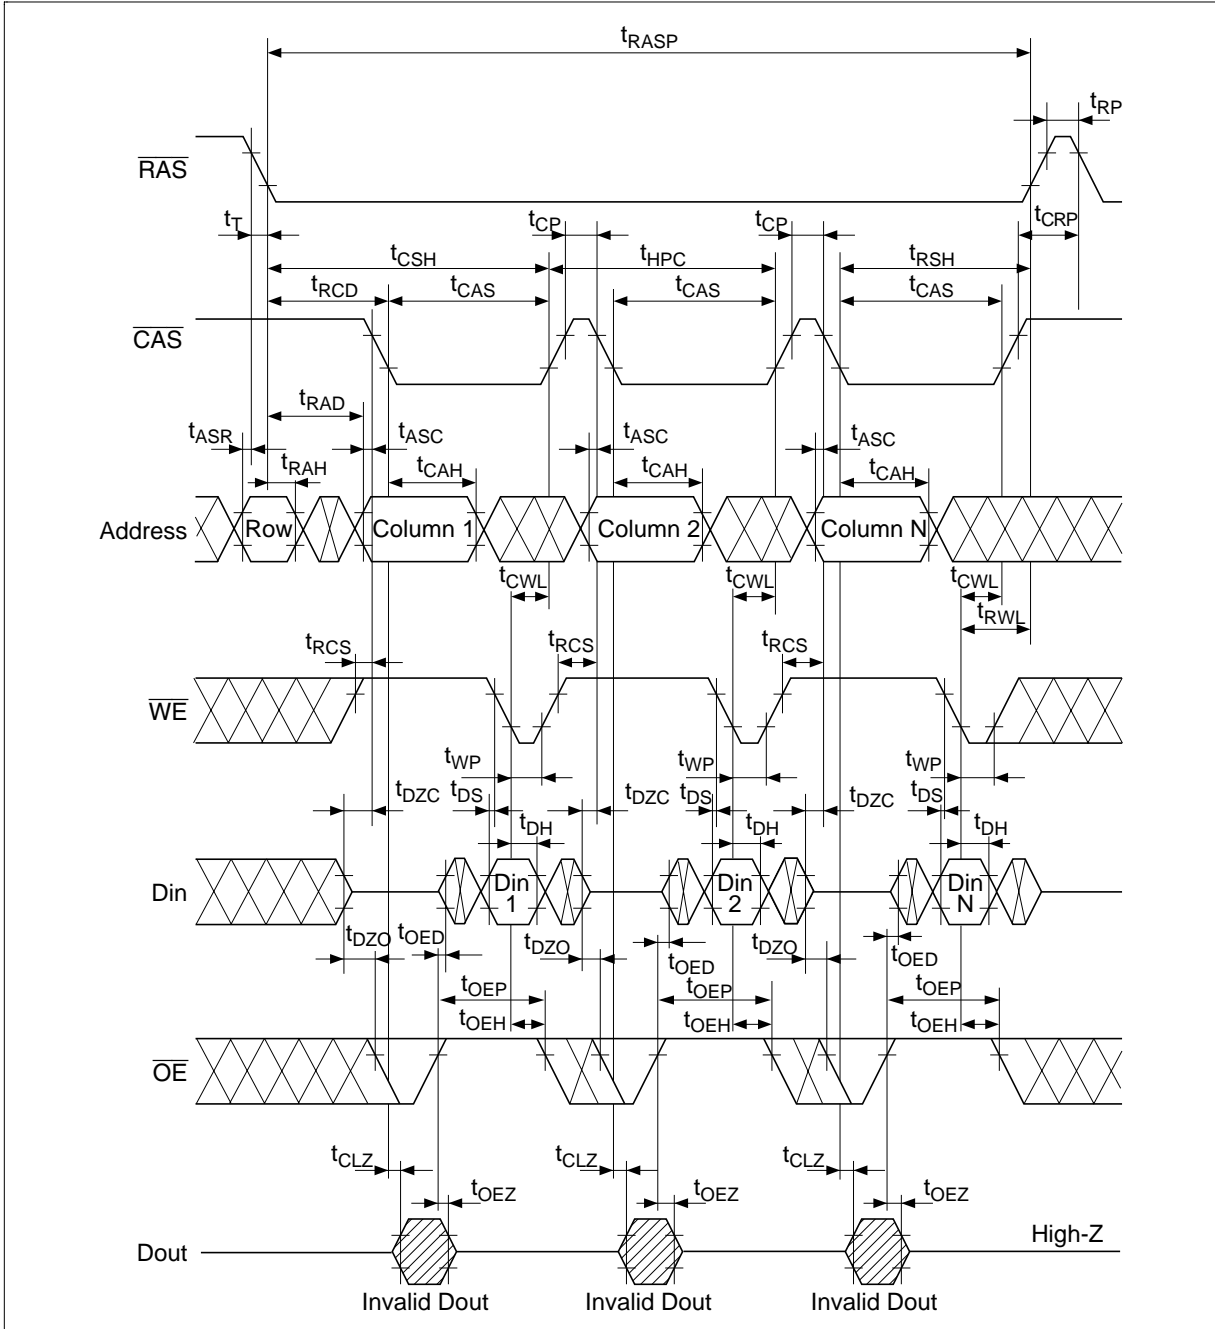 tRASP
tRP
RAS
tT
tCP
tCP
tCRP
tCSH
tHPC
tRSH
tRCD
tCAS
tCAS
tCAS
CAS
tRAD
tASR
tASC
tASC
tASC
tRAH
tCAH
tCAH
tCAH
Address
Row
Column 1
Column 2
Column N
tCWL
tCWL
tCWL
tRWL
tRCS
tRCS
tRCS
WE
tWP
tWP
tWP
tDZC
tDS
tDZC
tDS
tDZC
tDS
tDH
tDH
tDH
Din
Din 1
Din 2
Din N
tDZO
tOED
tDZO
tOED
tDZO
tOED
tOEP
tOEP
tOEP
tOEH
tOEH
tOEH
OE
tCLZ
tCLZ
tCLZ
tOEZ
tOEZ
tOEZ
Dout
High-Z
Invalid Dout
Invalid Dout
Invalid Dout